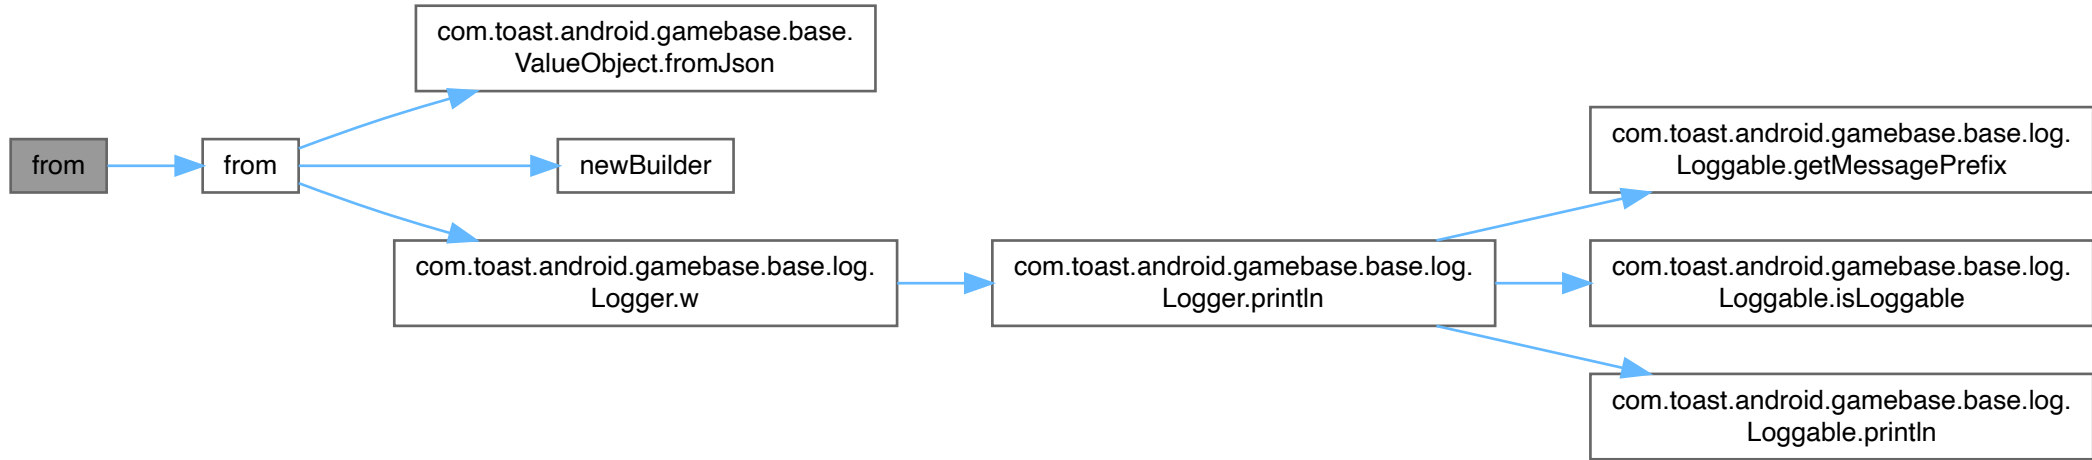 from
from
com.toast.android.gamebase.base.
ValueObject.fromJson
newBuilder
com.toast.android.gamebase.base.log.
Logger.w
com.toast.android.gamebase.base.log.
Logger.println
com.toast.android.gamebase.base.log.
Loggable.getMessagePrefix
com.toast.android.gamebase.base.log.
Loggable.isLoggable
com.toast.android.gamebase.base.log.
Loggable.println